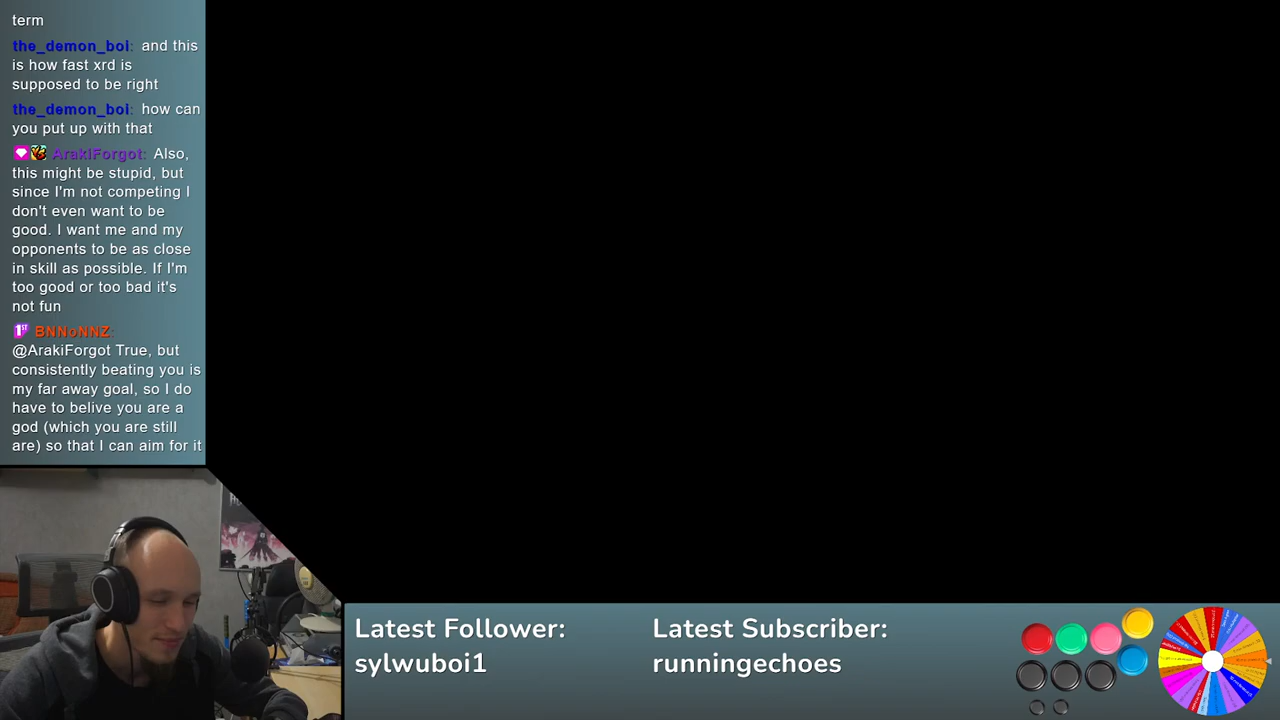 term
the_demon_boi: and this
is how fast xrd is
supposed to be right
the_demon_boi: how can
you put up with that
ArakiForgot: Also,
this might be stupid, but
since I'm not competing I
don't even want to be
good. I want me and my
opponents to be as close
in skill as possible. If I'm
too good or too bad it's
not fun
1ST BNNoNNZ:
@ArakiForgot True, but
consistently beating you is
my far away goal, so I do
have to belive you are a
god (which you are still
are) so that I can aim for it
Latest Follower:
sylwuboi1
Latest Subscriber:
runningechoes